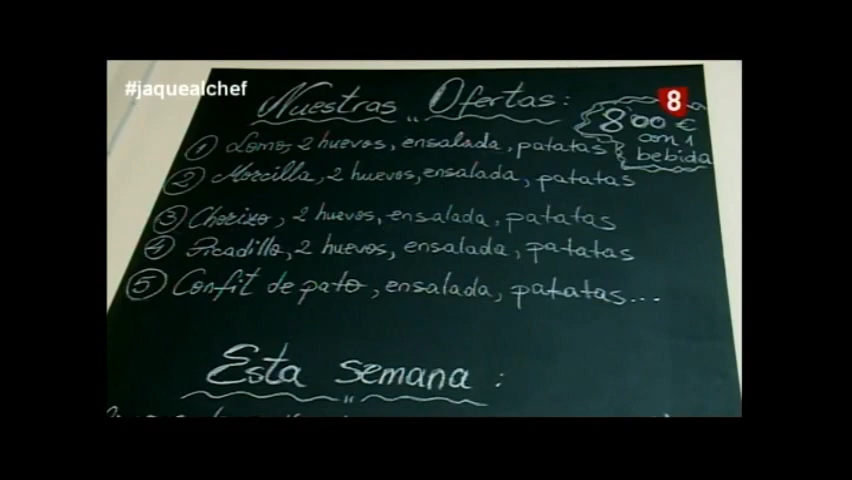 #jaquealchef
8
Nuestras Ofertas:
8'00 €
con 1
bebida
1 Lomo, 2 huevos, ensalada, patatas
2 Morcilla, 2 huevos, ensalada, patatas
3 Chorizo, 2 huevos, ensalada, patatas
4 Picadillo, 2 huevos, ensalada, patatas
5 Confit de pato, ensalada, patatas...
Esta semana: